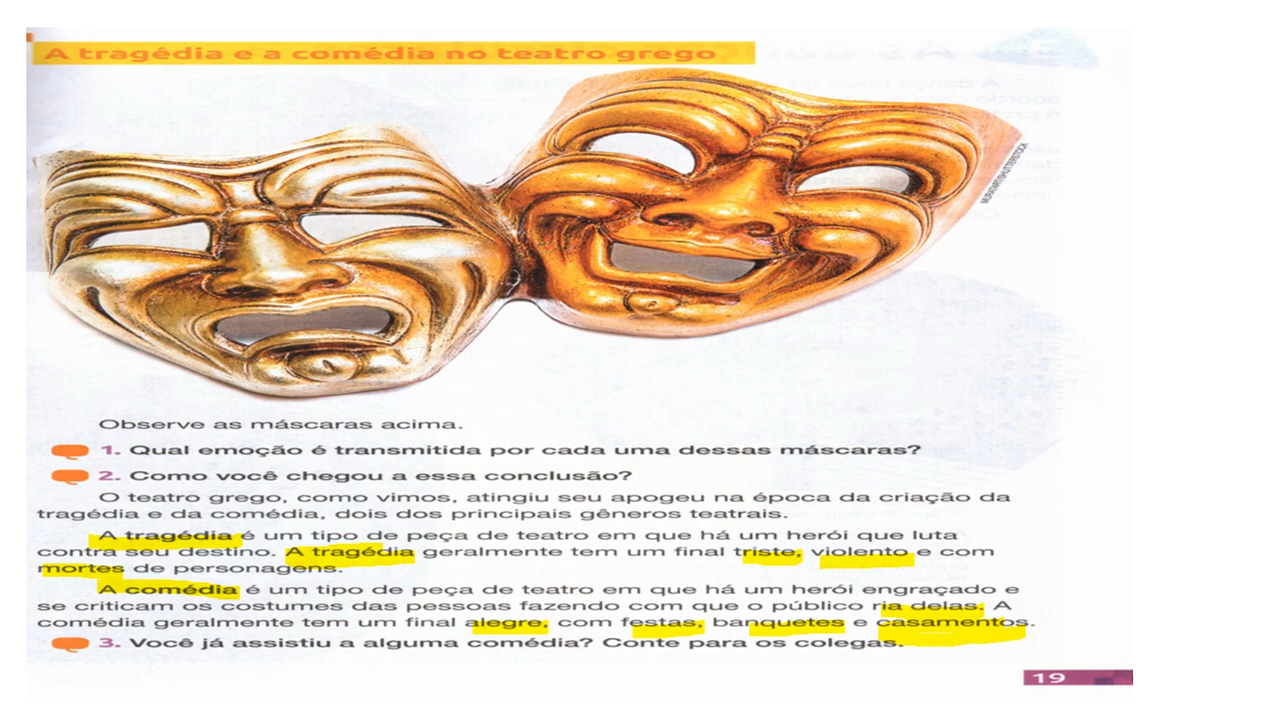 A tragédia e a comédia no teatro grego
Observe as máscaras acima.
1. Qual emoção é transmitida por cada uma dessas máscaras?
2. Como você chegou a essa conclusão?
O teatro grego, como vimos, atingiu seu apogeu na época da criação da
tragédia e da comédia, dois dos principais gêneros teatrais.
A tragédia é um tipo de peça de teatro em que há um herói que luta
contra seu destino. A tragédia geralmente tem um final triste, violento e com
mortes de personagens.
A comédia é um tipo de peça de teatro em que há um herói engraçado e
se criticam os costumes das pessoas fazendo com que o público ria delas. A
comédia geralmente tem um final alegre, com festas, banquetes e casamentos.
3. Você já assistiu a alguma comédia? Conte para os colegas.
19